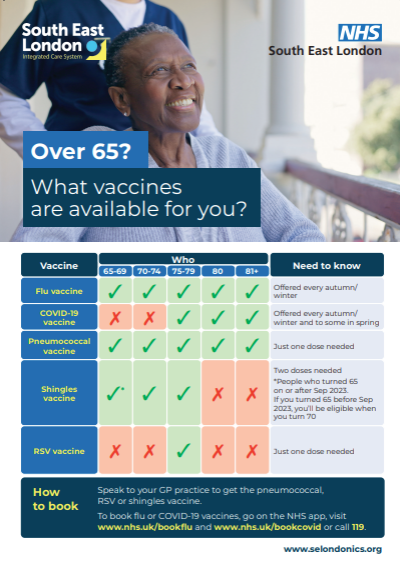 South East
London
Integrated Care System
NHS
South East London
Over 65?
What vaccines
are available for you?
Vaccine
Who
Need to know
65-69
70-74
75-79
80
81+
Flu vaccine
✓ ✓ ✓ ✓ ✓
Offered every autumn/
winter
COVID-19
vaccine
✗ ✗ ✓ ✓ ✓
Offered every autumn/
winter and to some in spring
Pneumococcal
vaccine
✓ ✓ ✓ ✓ ✓
Just one dose needed
Shingles
vaccine
✓* ✓ ✓ ✗ ✗
Two doses needed
*People who turned 65
on or after Sep 2023.
If you turned 65 before Sep
2023, you'll be eligible when
you turn 70
RSV vaccine
✗ ✗ ✓ ✗ ✗
Just one dose needed
How
to book
Speak to your GP practice to get the pneumococcal,
RSV or shingles vaccine.
To book flu or COVID-19 vaccines, go on the NHS app, visit
www.nhs.uk/bookflu and www.nhs.uk/bookcovid or call 119.
www.selondonics.org